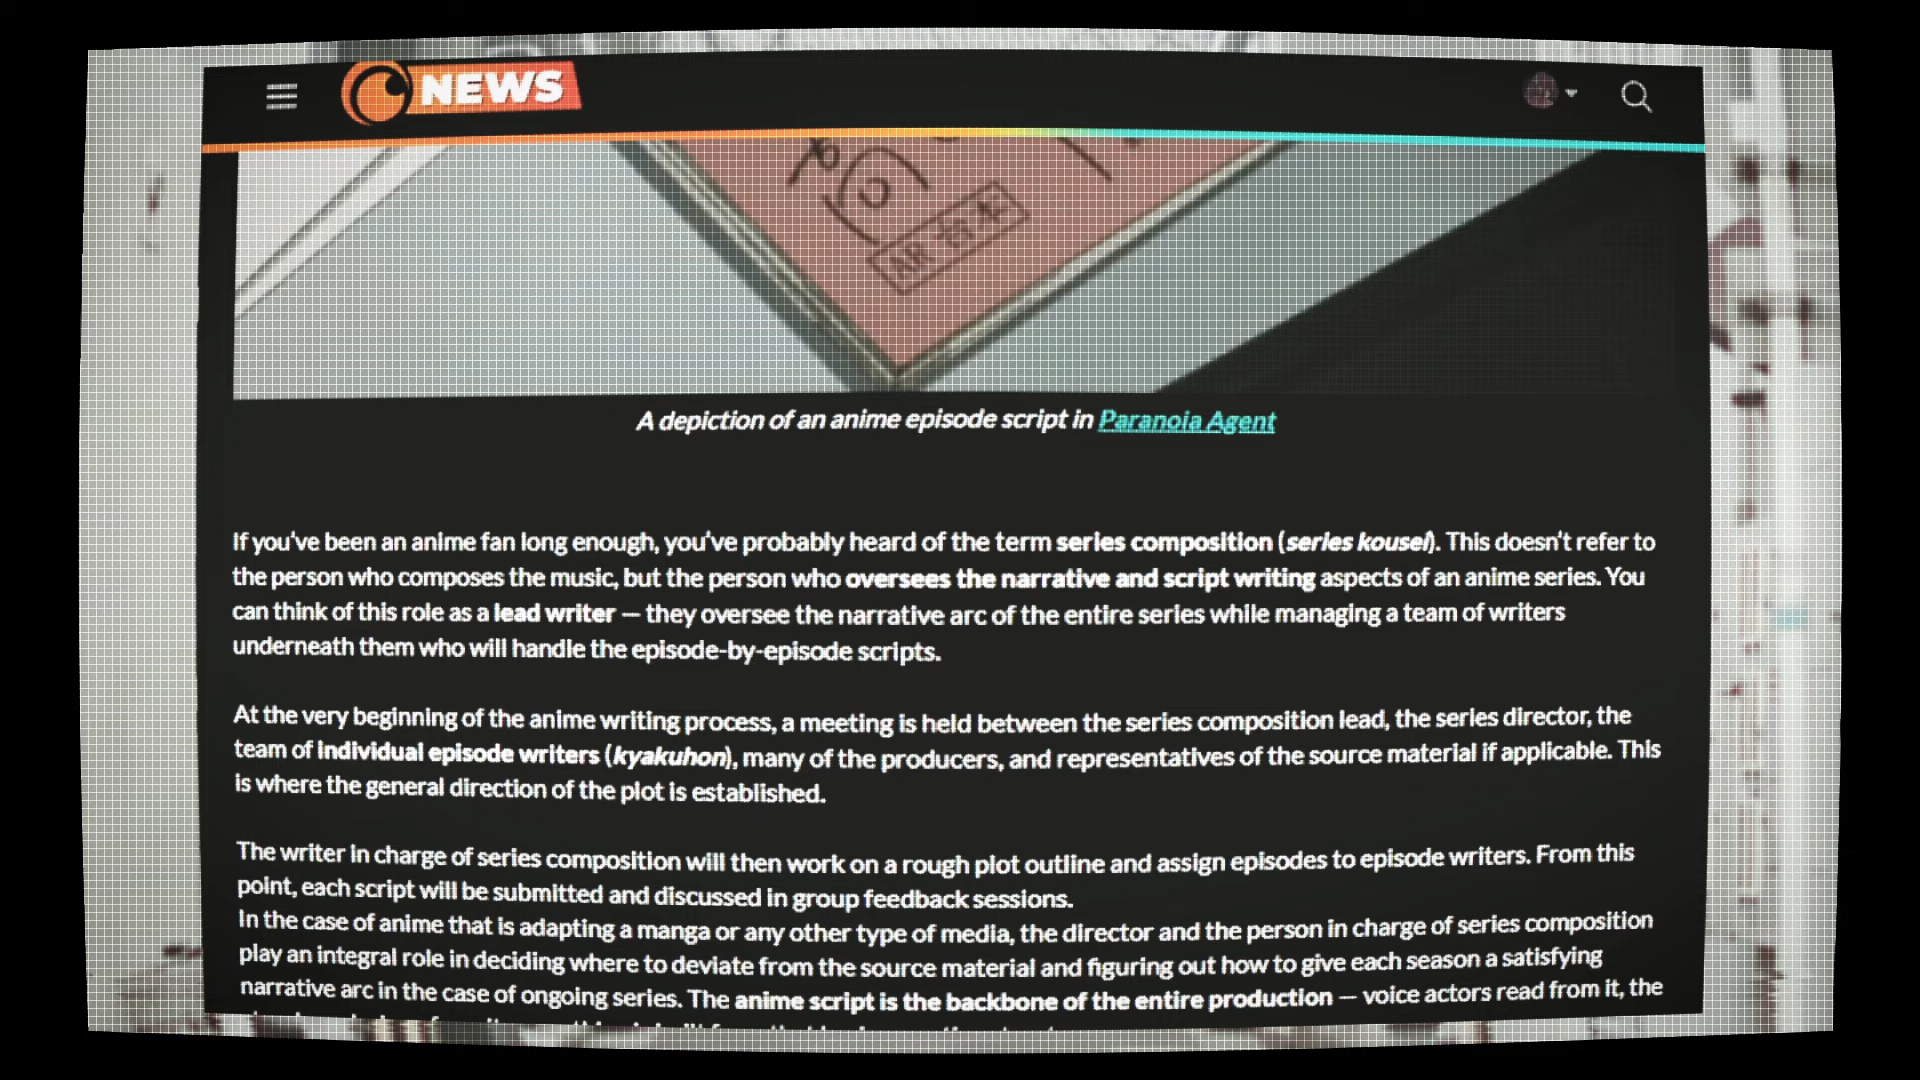 NEWS
AR 台本
A depiction of an anime episode script in Paranoia Agent
If you've been an anime fan long enough, you've probably heard of the term series composition (series kousei). This doesn't refer to
the person who composes the music, but the person who oversees the narrative and script writing aspects of an anime series. You
can think of this role as a lead writer — they oversee the narrative arc of the entire series while managing a team of writers
underneath them who will handle the episode-by-episode scripts.
At the very beginning of the anime writing process, a meeting is held between the series composition lead, the series director, the
team of individual episode writers (kyakuhon), many of the producers, and representatives of the source material if applicable. This
is where the general direction of the plot is established.
The writer in charge of series composition will then work on a rough plot outline and assign episodes to episode writers. From this
point, each script will be submitted and discussed in group feedback sessions.
In the case of anime that is adapting a manga or any other type of media, the director and the person in charge of series composition
play an integral role in deciding where to deviate from the source material and figuring out how to give each season a satisfying
narrative arc in the case of ongoing series. The anime script is the backbone of the entire production — voice actors read from it, the